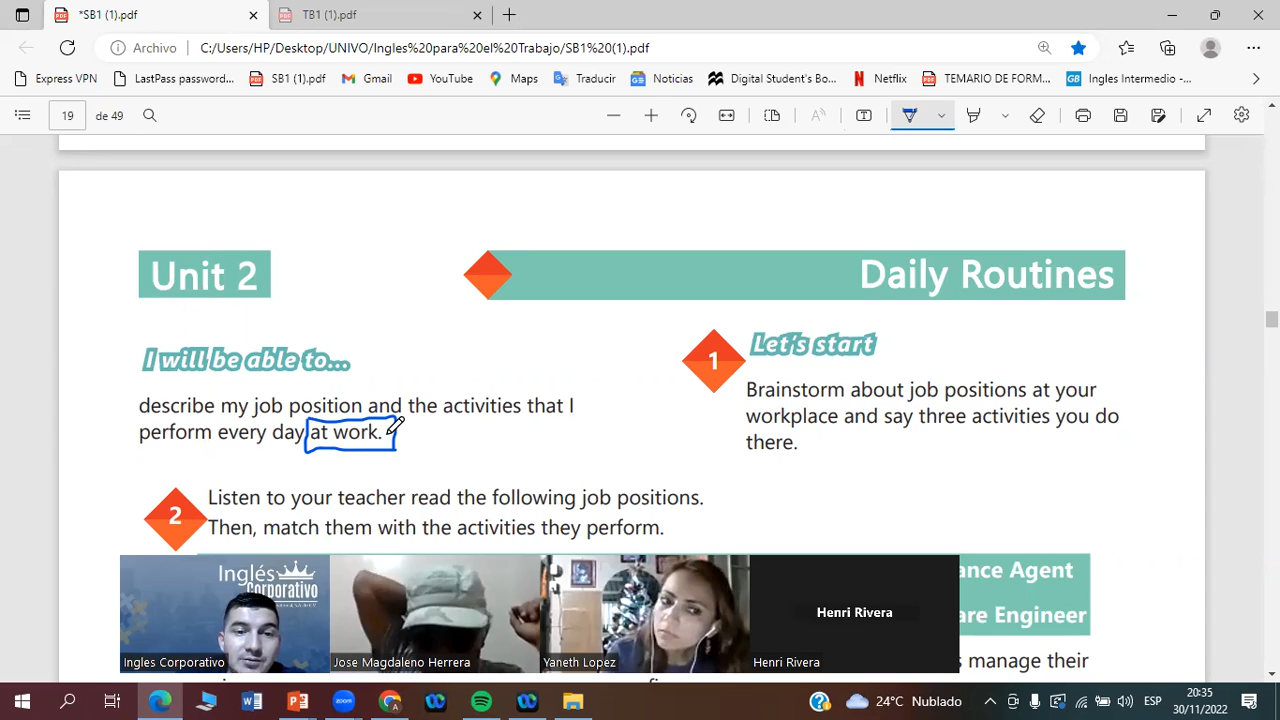 *SB1 (1).pdf
TB1 (1).pdf
Archivo
C:/Users/HP/Desktop/UNIVO/Ingles%20para%20el%20Trabajo/SB1%20(1).pdf
Express VPN
LastPass password...
SB1 (1).pdf
Gmail
YouTube
Maps
Traducir
Noticias
Digital Student's Bo...
Netflix
TEMARIO DE FORM...
Ingles Intermedio -...
19
de 49
Unit 2
Daily Routines
I will be able to...
describe my job position and the activities that I
perform every day at work.
1
Let's start
Brainstorm about job positions at your
workplace and say three activities you do
there.
2
Listen to your teacher read the following job positions.
Then, match them with the activities they perform.
ance Agent
are Engineer
s manage their
Inglés
Corporativo
Ingles Corporativo
Jose Magdaleno Herrera
Yaneth Lopez
Henri Rivera
Henri Rivera
24°C Nublado
ESP
20:35
30/11/2022